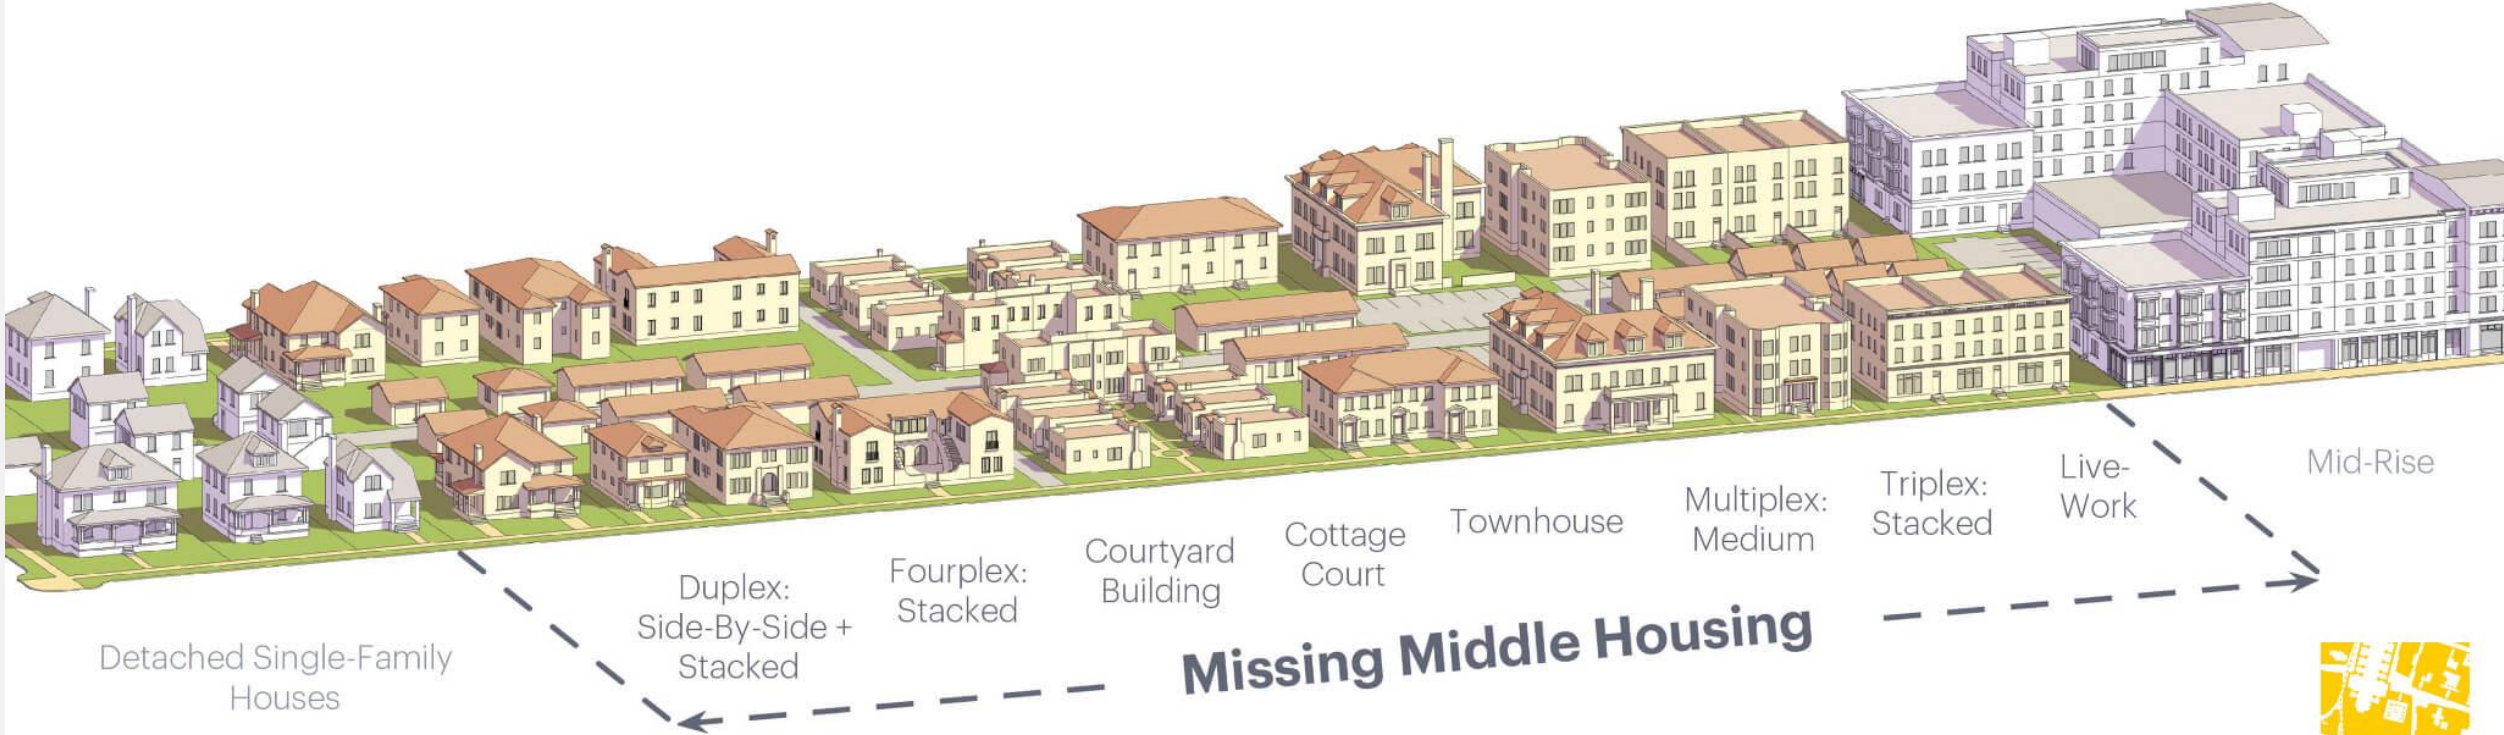 Detached Single-Family
Houses
Duplex:
Side-By-Side +
Stacked
Fourplex:
Stacked
Courtyard
Building
Cottage
Court
Townhouse
Multiplex:
Medium
Triplex:
Stacked
Live-
Work
Mid-Rise
Missing Middle Housing